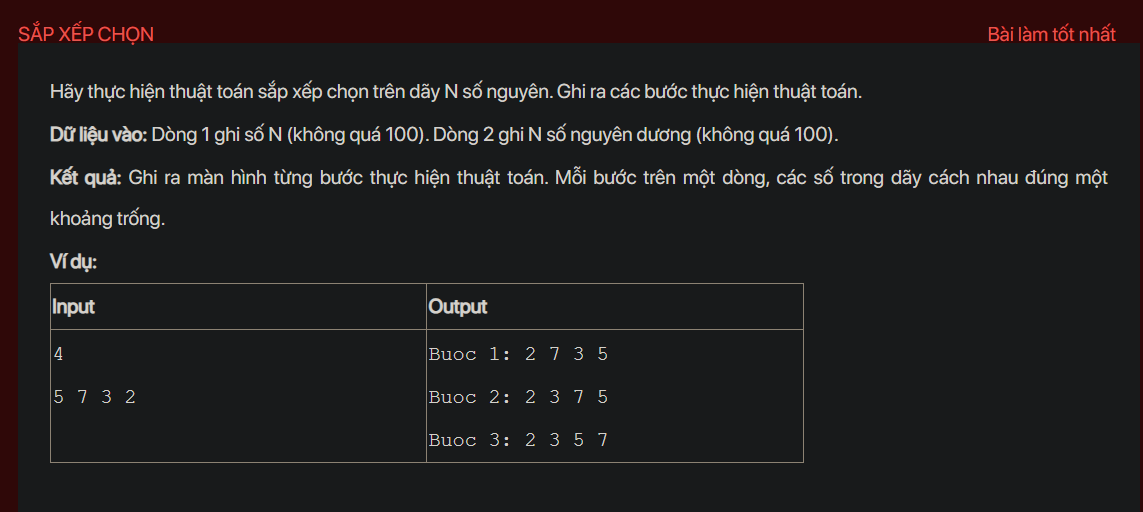 SẮP XẾP CHỌN
Bài làm tốt nhất
Hãy thực hiện thuật toán sắp xếp chọn trên dãy N số nguyên. Ghi ra các bước thực hiện thuật toán.
Dữ liệu vào: Dòng 1 ghi số N (không quá 100). Dòng 2 ghi N số nguyên dương (không quá 100).
Kết quả: Ghi ra màn hình từng bước thực hiện thuật toán. Mỗi bước trên một dòng, các số trong dãy cách nhau đúng một
khoảng trống.
Ví dụ:
Input
Output
4
5 7 3 2
Buoc 1: 2 7 3 5
Buoc 2: 2 3 7 5
Buoc 3: 2 3 5 7